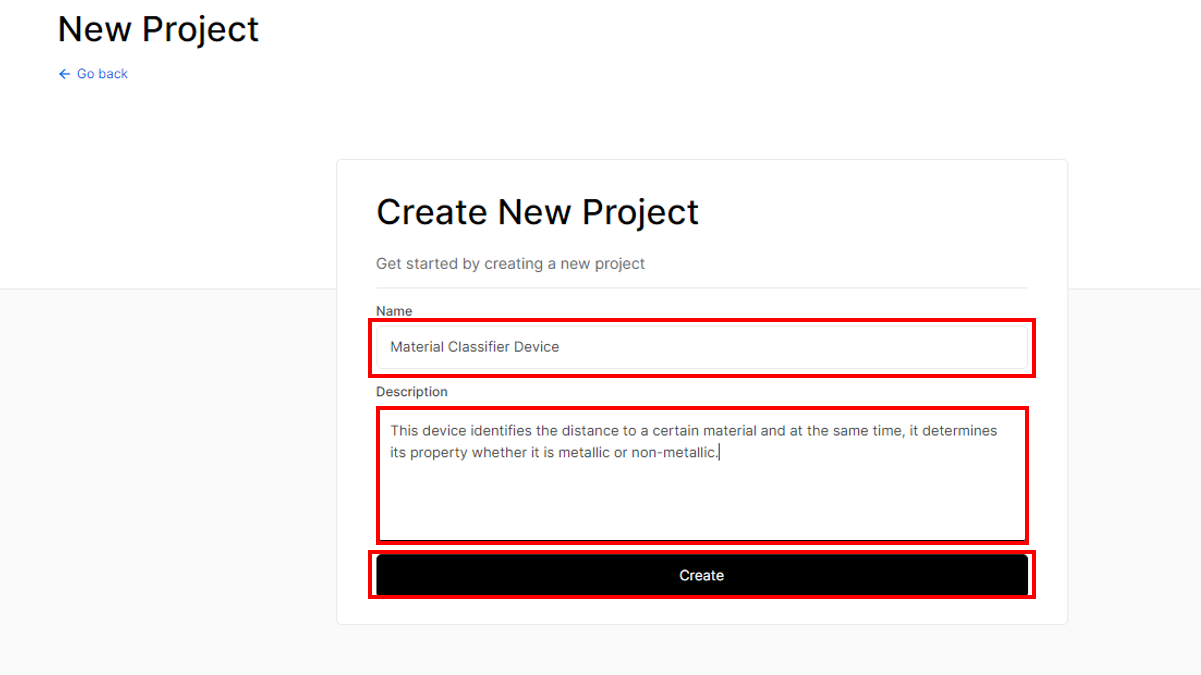 New Project
← Go back
Create New Project
Get started by creating a new project
Name
Material Classifier Device
Description
This device identifies the distance to a certain material and at the same time, it determines
its property whether it is metallic or non-metallic.
Create